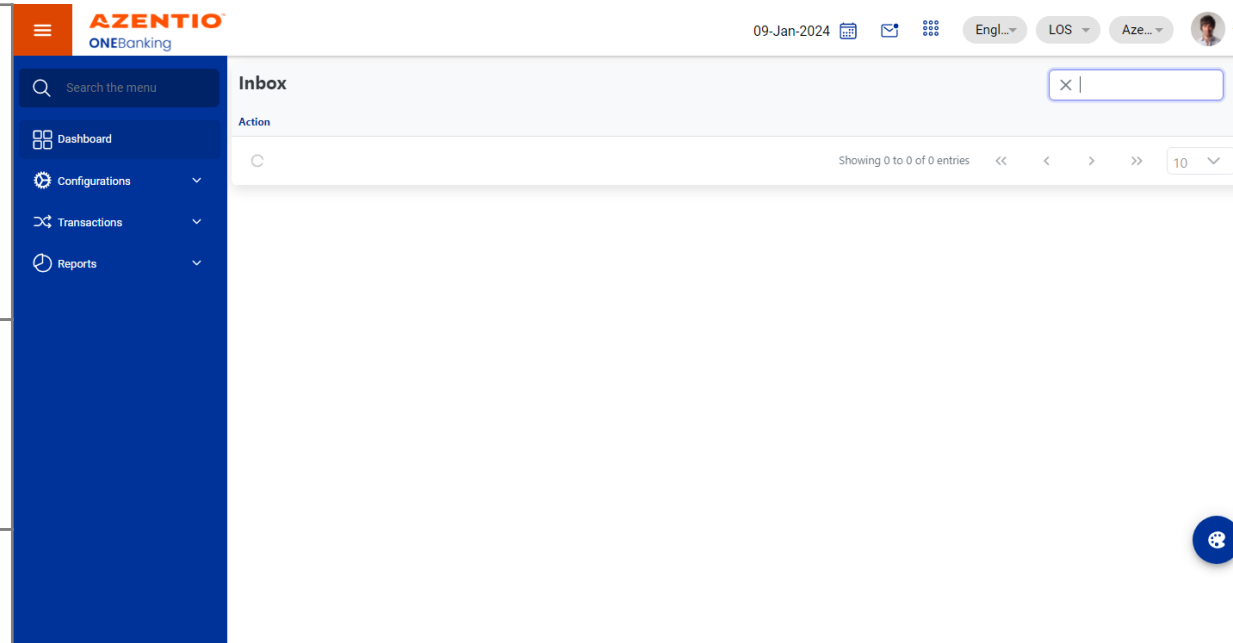 AZENTIO
ONEBanking
09-Jan-2024
Engl...
LOS
Aze...
Search the menu
Dashboard
Configurations
Transactions
Reports
Inbox
Action
Showing 0 to 0 of 0 entries
10